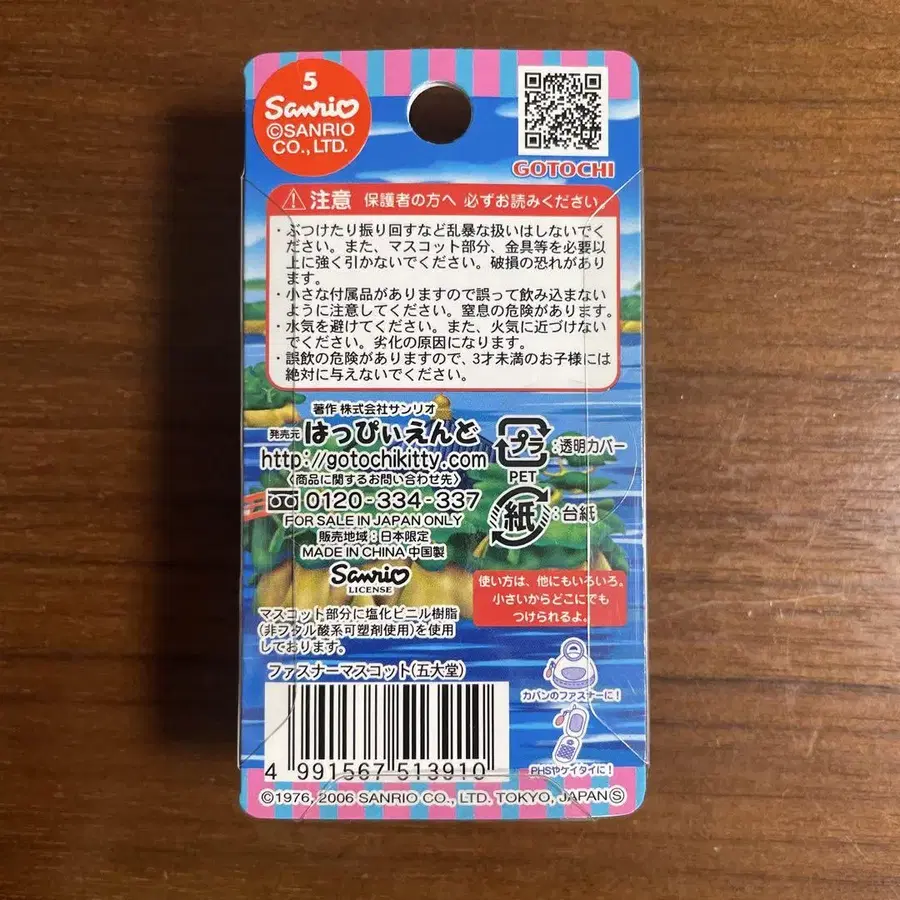 5
Sanrio
©SANRIO
CO., LTD.
GOTOCHI
⚠注意 保護者の方へ 必ずお読みください。
・ぶつけたり振り回すなど乱暴な扱いはしないでく
ださい。また、マスコット部分、金具等を必要以
上に強く引かないでください。破損の恐れがあり
ます。
・小さな付属品がありますので誤って飲み込まない
ように注意してください。窒息の危険があります。
・水気を避けてください。また、火気に近づけない
でください。劣化の原因になります。
・誤飲の危険がありますので、3才未満のお子様には
絶対に与えないでください。
著作 株式会社サンリオ
発売元 はっぴぃえんど
http://gotochikitty.com
〈商品に関するお問い合わせ先〉
0120-334-337
FOR SALE IN JAPAN ONLY
販売地域:日本限定
MADE IN CHINA 中国製
Sanrio
LICENSE
プラ :透明カバー
PET
紙 :台紙
使い方は、他にもいろいろ。
小さいからどこにでも
つけられるよ。
マスコット部分に塩化ビニル樹脂
(非フタル酸系可塑剤使用)を使用
しております。
ファスナーマスコット(五大堂)
カバンのファスナーに!
PHSやケイタイに!
4 991567 513910
©1976, 2006 SANRIO CO., LTD. TOKYO, JAPAN Ⓢ